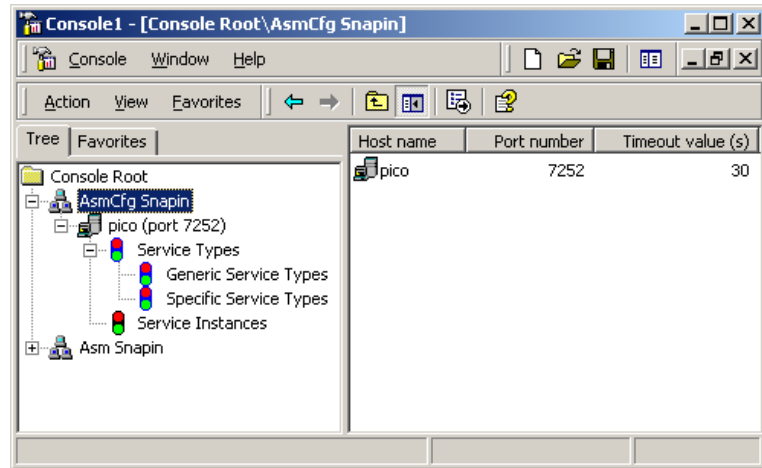 Console1 - [Console Root\AsmCfg Snapin]
Console Window Help
Action View Favorites
Tree Favorites
Host name Port number Timeout value (s)
Console Root
pico 7252 30
AsmCfg Snapin
pico (port 7252)
Service Types
Generic Service Types
Specific Service Types
Service Instances
Asm Snapin